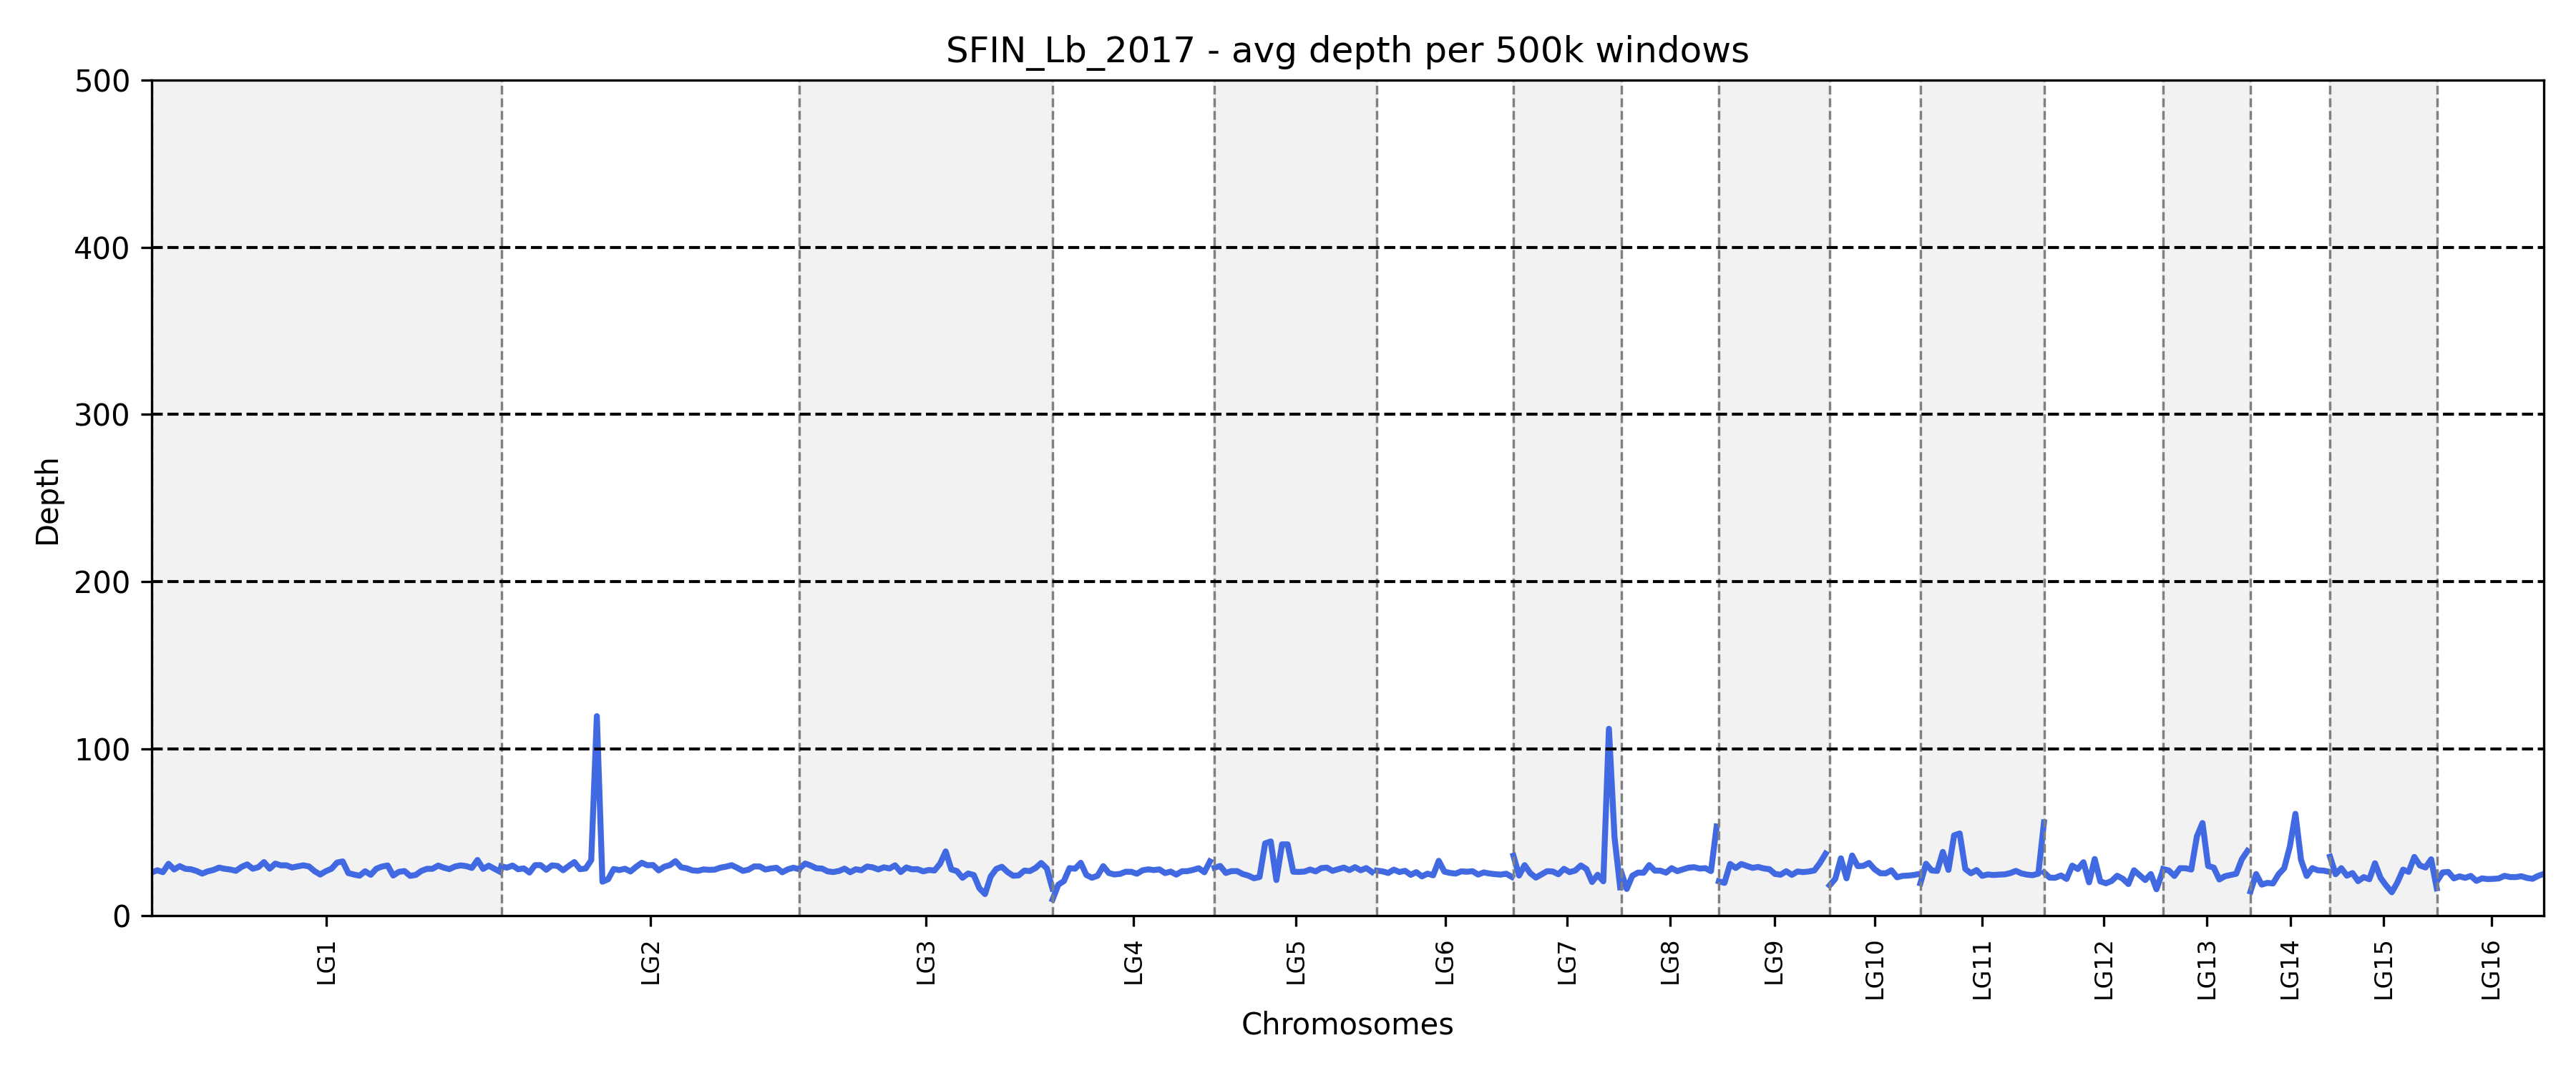 SFIN_Lb_2017 - avg depth per 500k windows
500
400
300
200
100
0
Depth
LG1
LG2
LG3
LG4
LG5
LG6
LG7
LG8
LG9
LG10
LG11
LG12
LG13
LG14
LG15
LG16
Chromosomes